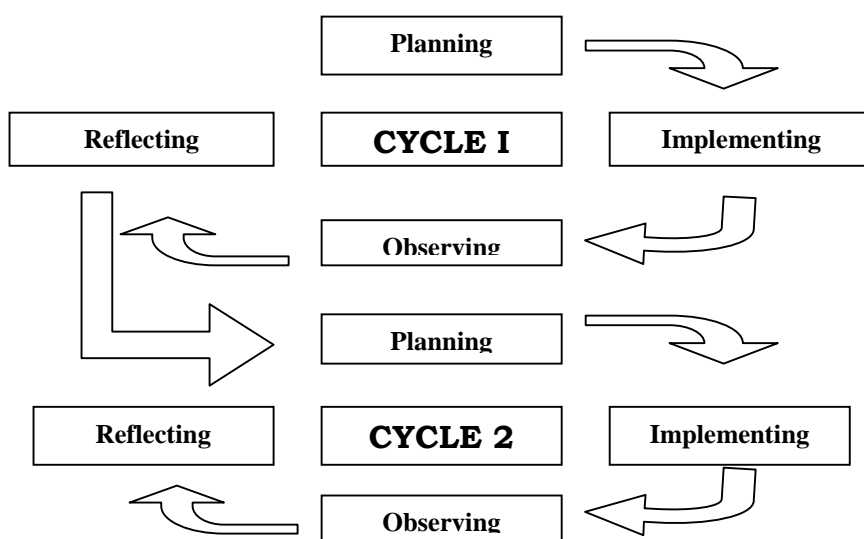 Planning
Reflecting
CYCLE I
Implementing
Observing
Planning
Reflecting
CYCLE 2
Implementing
Observing